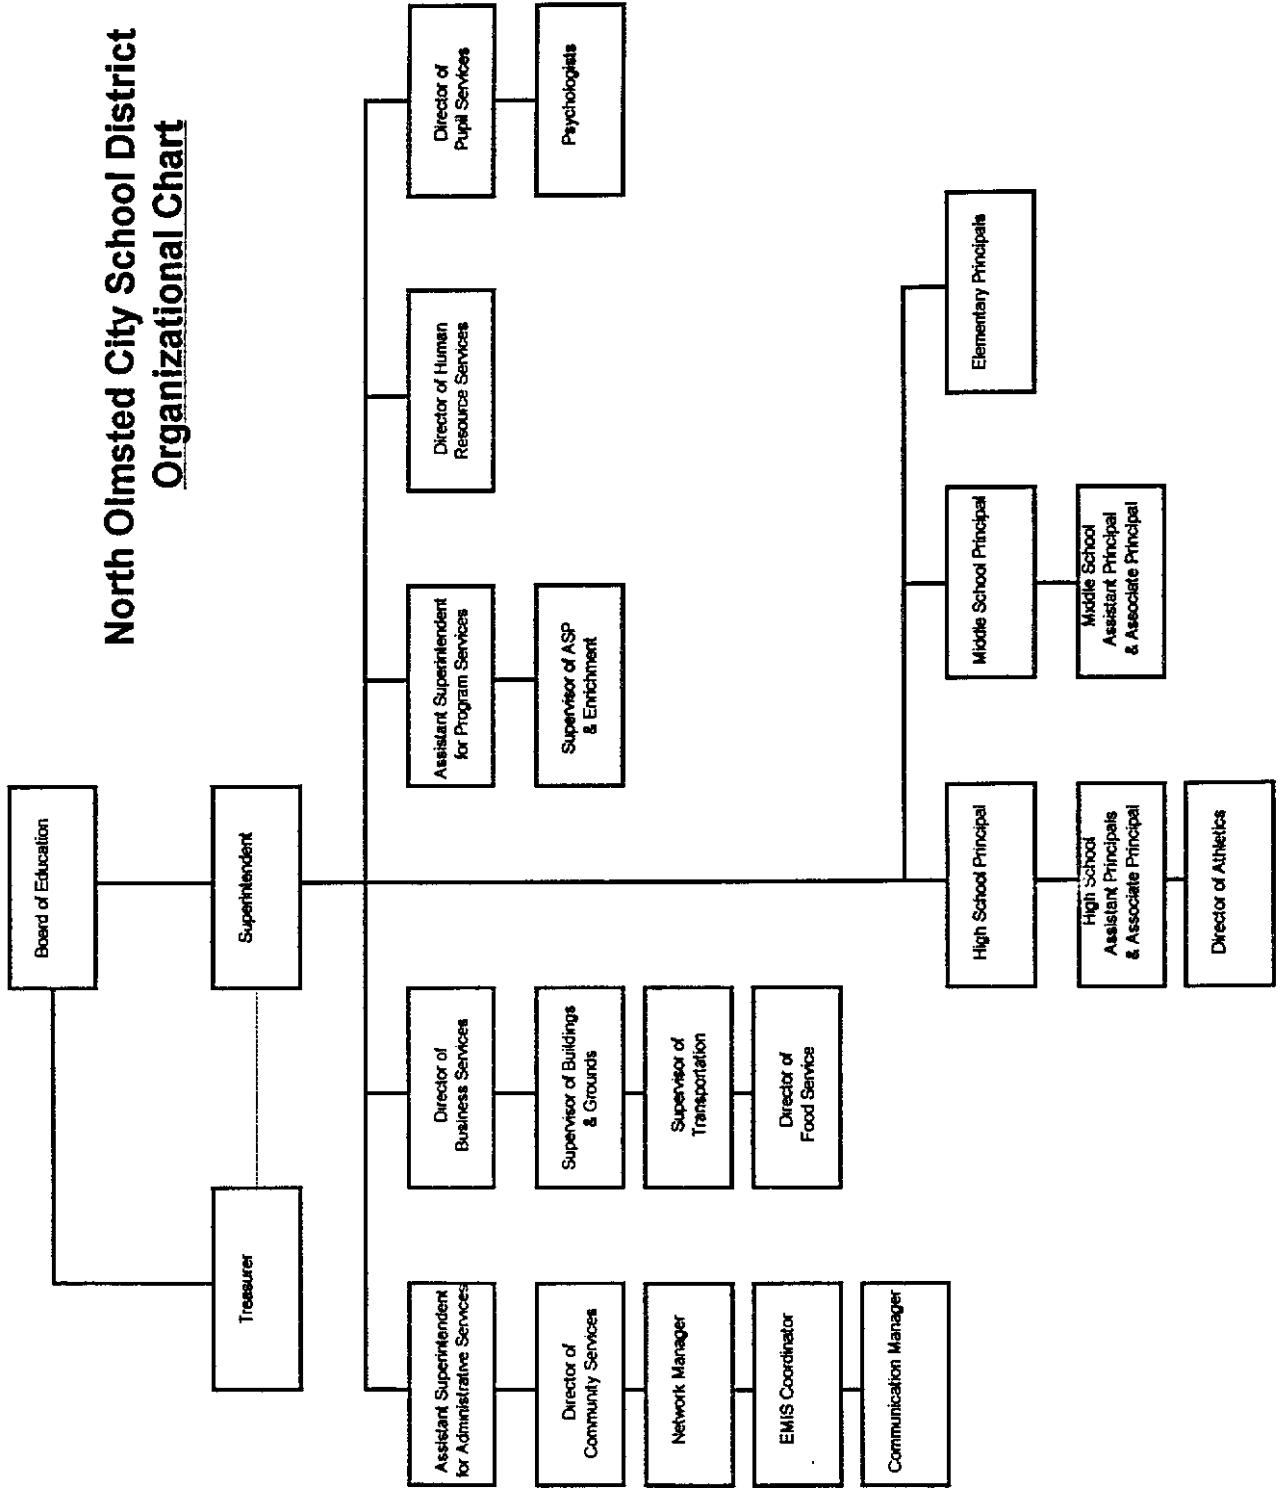 North Olmsted City School District
Organizational Chart
Board of Education
Treasurer
Superintendent
Assistant Superintendent
for Administrative Services
Director of
Business Services
Assistant Superintendent
for Program Services
Director of Human
Resource Services
Director of
Pupil Services
Director of
Community Services
Supervisor of Buildings
& Grounds
Supervisor of ASP
& Enrichment
Psychologists
Network Manager
Supervisor of
Transportation
EMIS Coordinator
Director of
Food Service
Communication Manager
High School Principal
Middle School Principal
Elementary Principals
High School
Assistant Principals
& Associate Principal
Middle School
Assistant Principal
& Associate Principal
Director of Athletics